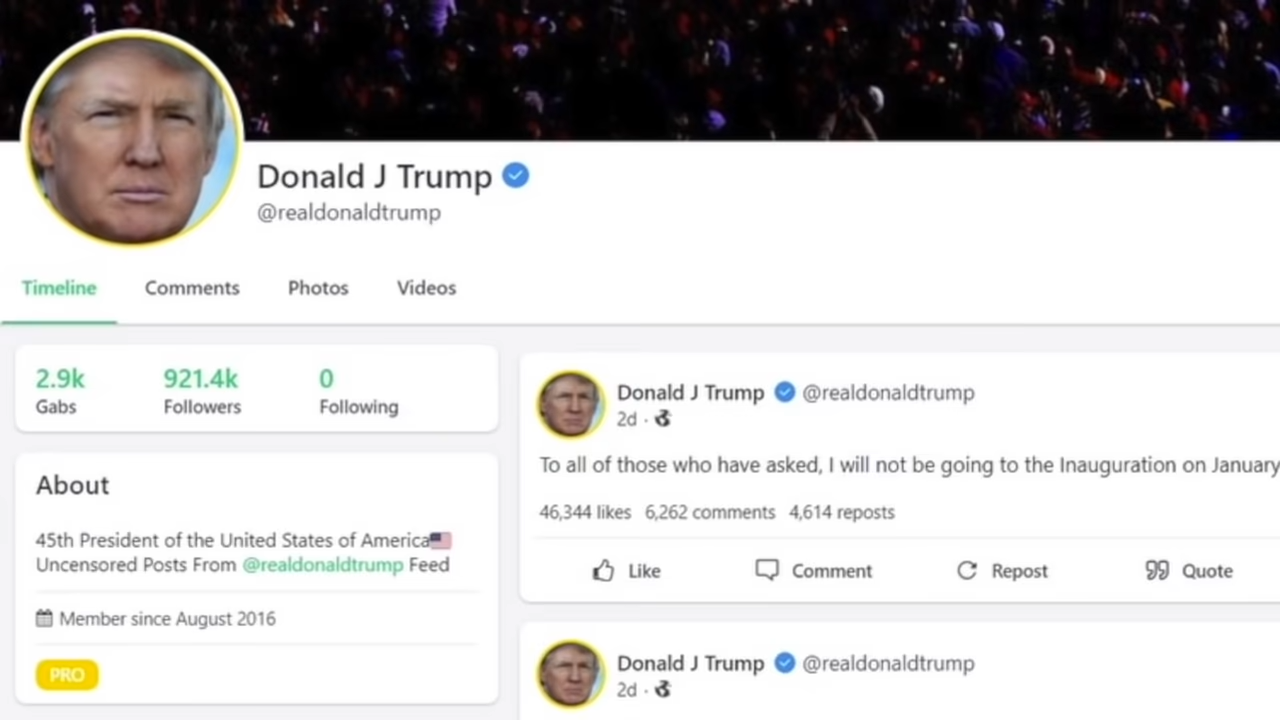 Donald J Trump
@realdonaldtrump
Timeline Comments Photos Videos
2.9k 921.4k 0
Gabs Followers Following
About
45th President of the United States of America
Uncensored Posts From @realdonaldtrump Feed
Member since August 2016
PRO
Donald J Trump @realdonaldtrump
2d ·
To all of those who have asked, I will not be going to the Inauguration on January
46,344 likes 6,262 comments 4,614 reposts
Like Comment Repost Quote
Donald J Trump @realdonaldtrump
2d ·